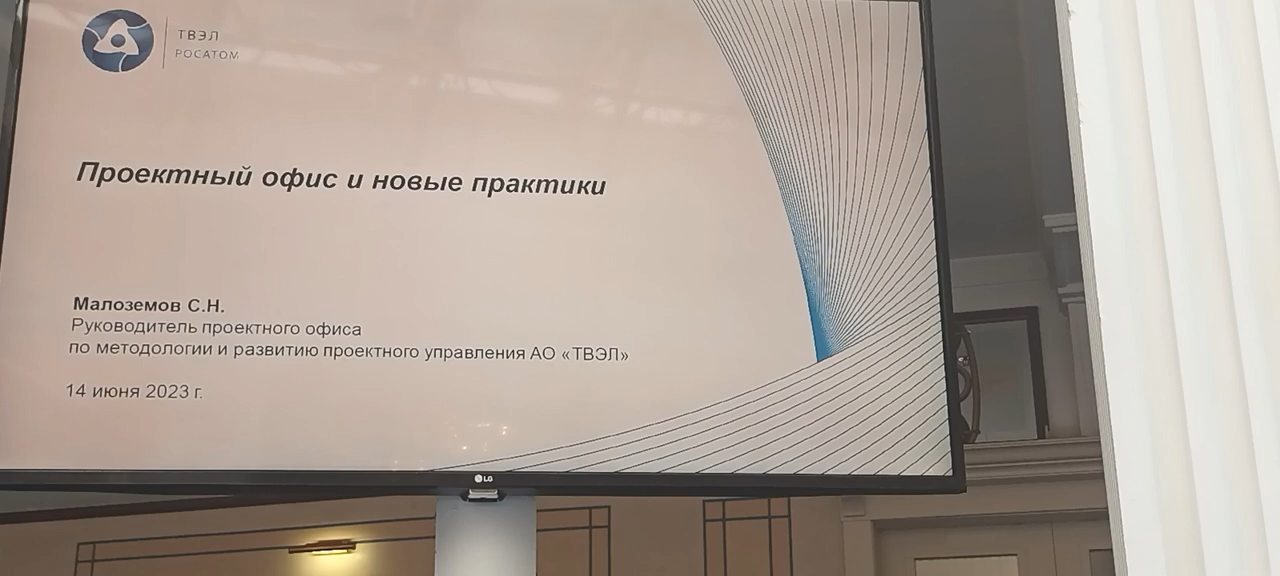 ТВЭЛ
РОСАТОМ
Проектный офис и новые практики
Малоземов С.Н.
Руководитель проектного офиса
по методологии и развитию проектного управления АО «ТВЭЛ»
14 июня 2023 г.
LG